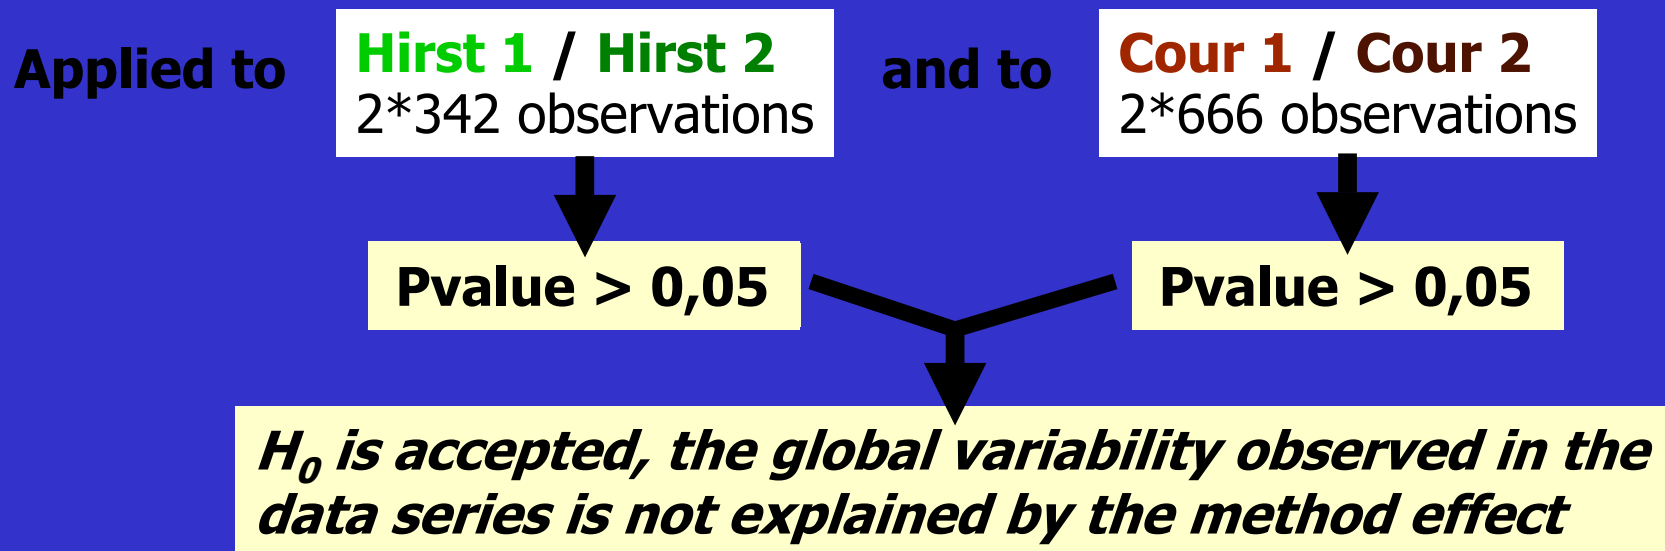 Applied to
Hirst 1 / Hirst 2
2*342 observations
and to
Cour 1 / Cour 2
2*666 observations
Pvalue > 0,05
Pvalue > 0,05
H₀ is accepted, the global variability observed in the
data series is not explained by the method effect